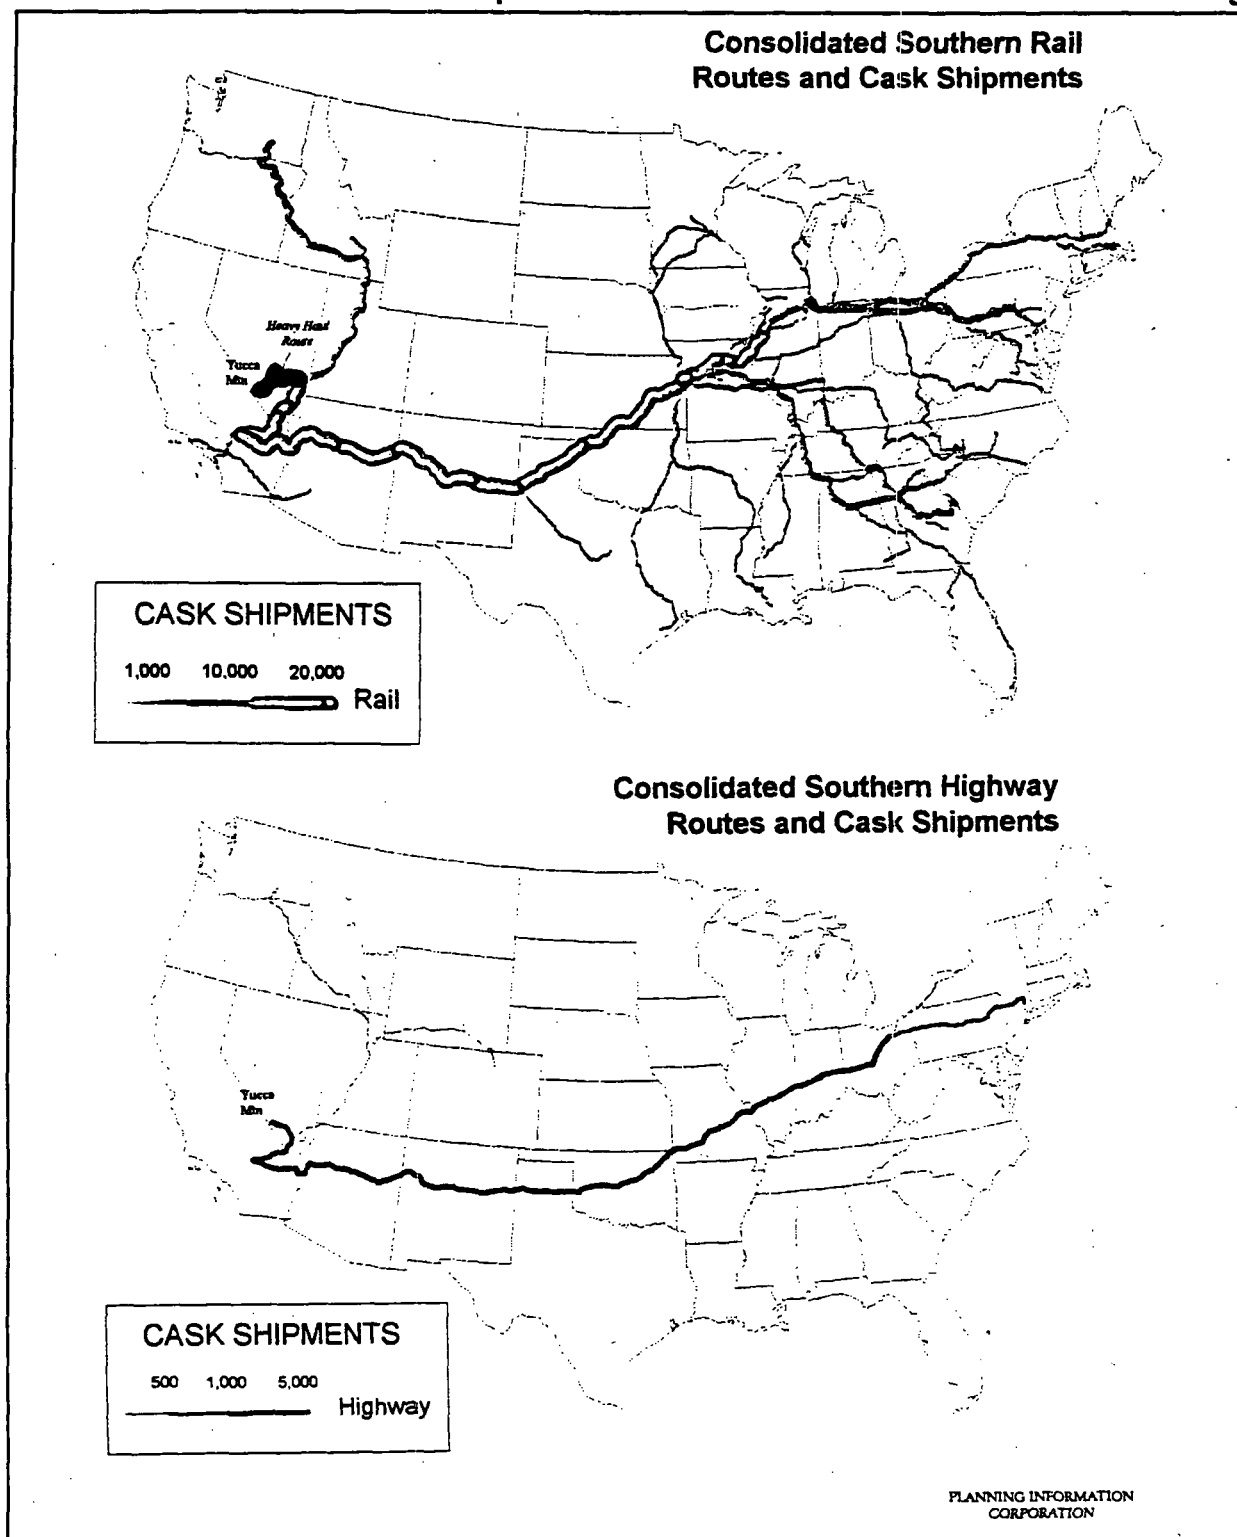 Consolidated Southern Rail
Routes and Cask Shipments
Heavy Haul
Route
Yucca
Mtn
CASK SHIPMENTS
1,000 10,000 20,000
Rail
Consolidated Southern Highway
Routes and Cask Shipments
Yucca
Mtn
CASK SHIPMENTS
500 1,000 5,000
Highway
PLANNING INFORMATION
CORPORATION